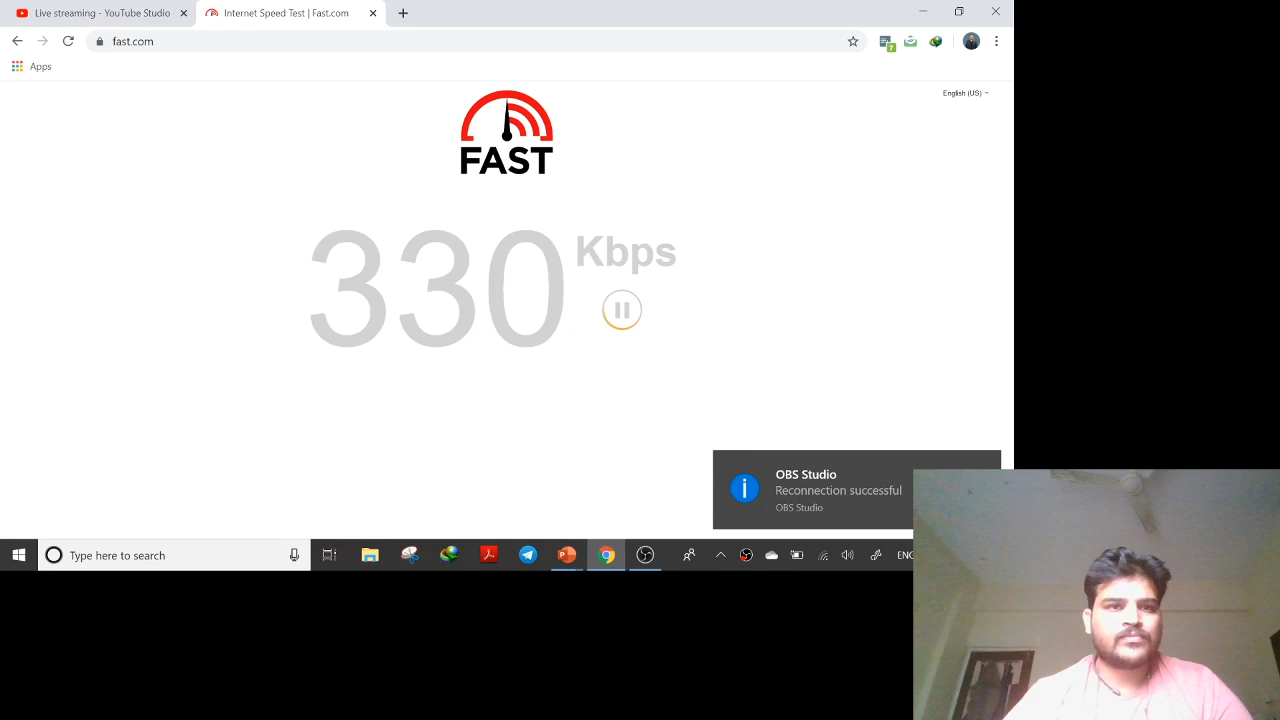 Live streaming - YouTube Studio
Internet Speed Test | Fast.com
fast.com
7
Apps
English (US)
FAST
330 Kbps
OBS Studio
Reconnection successful
OBS Studio
Type here to search
ENG